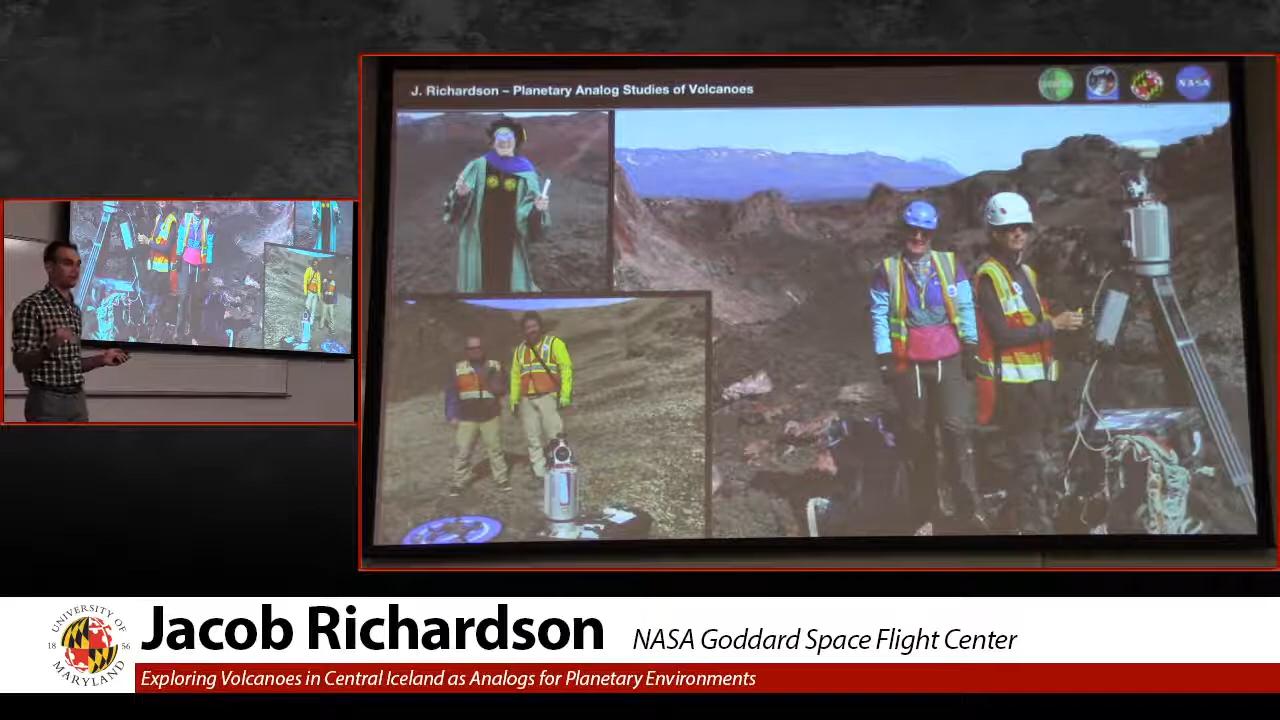 J. Richardson – Planetary Analog Studies of Volcanoes
NASA
UNIVERSITY OF
18 56
MARYLAND
Jacob Richardson NASA Goddard Space Flight Center
Exploring Volcanoes in Central Iceland as Analogs for Planetary Environments